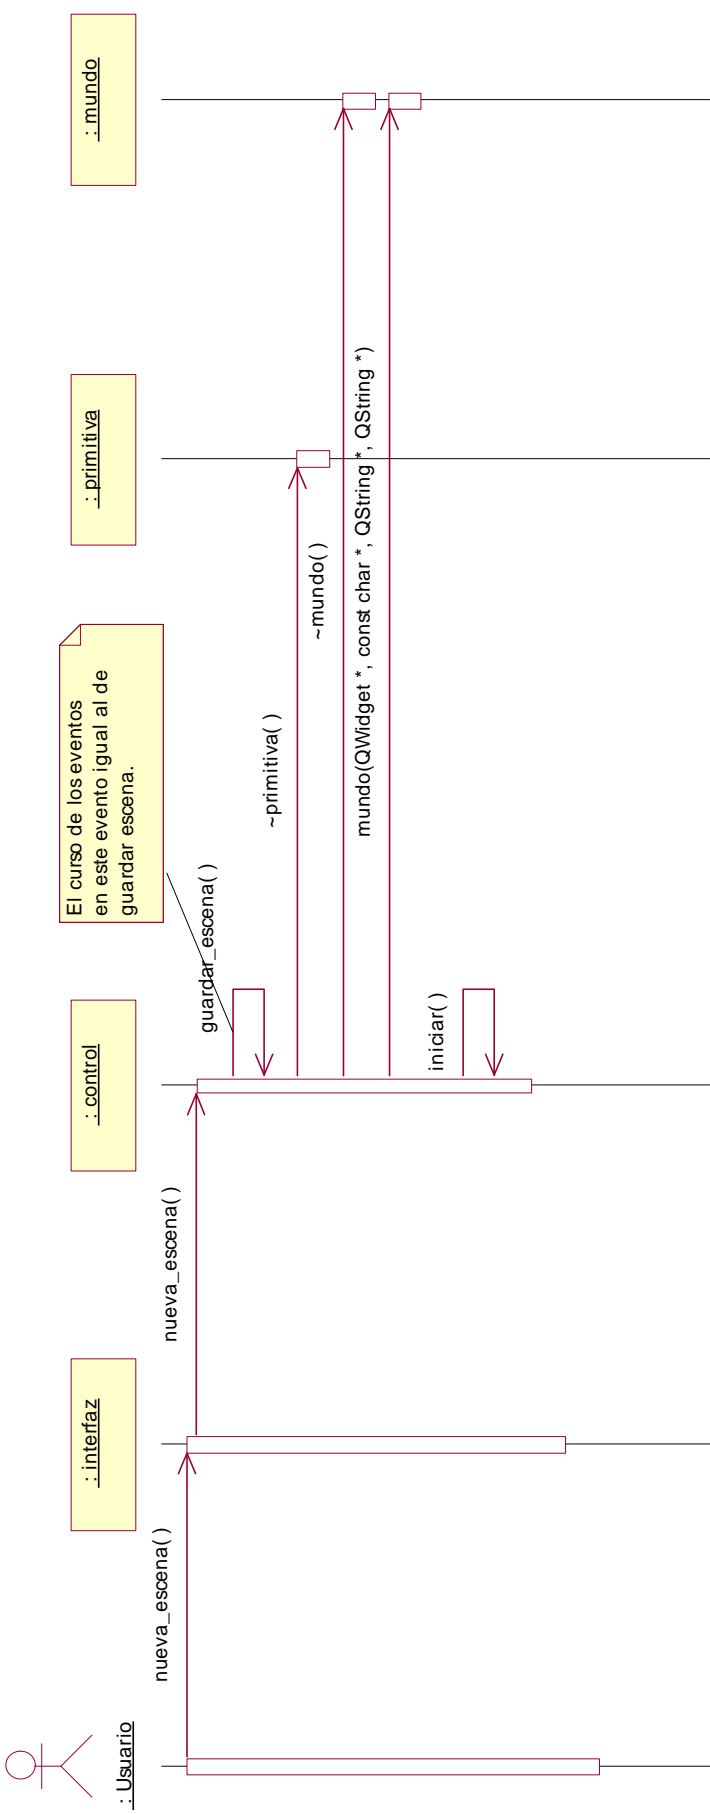 : Usuario
: interfaz
: control
: primitiva
: mundo
El curso de los eventos
en este evento igual al de
guardar escena.
nueva_escena( )
nueva_escena( )
guardar_escena( )
~primitiva( )
~mundo( )
mundo(QWidget *, const char *, QString *, QString *)
iniciar( )